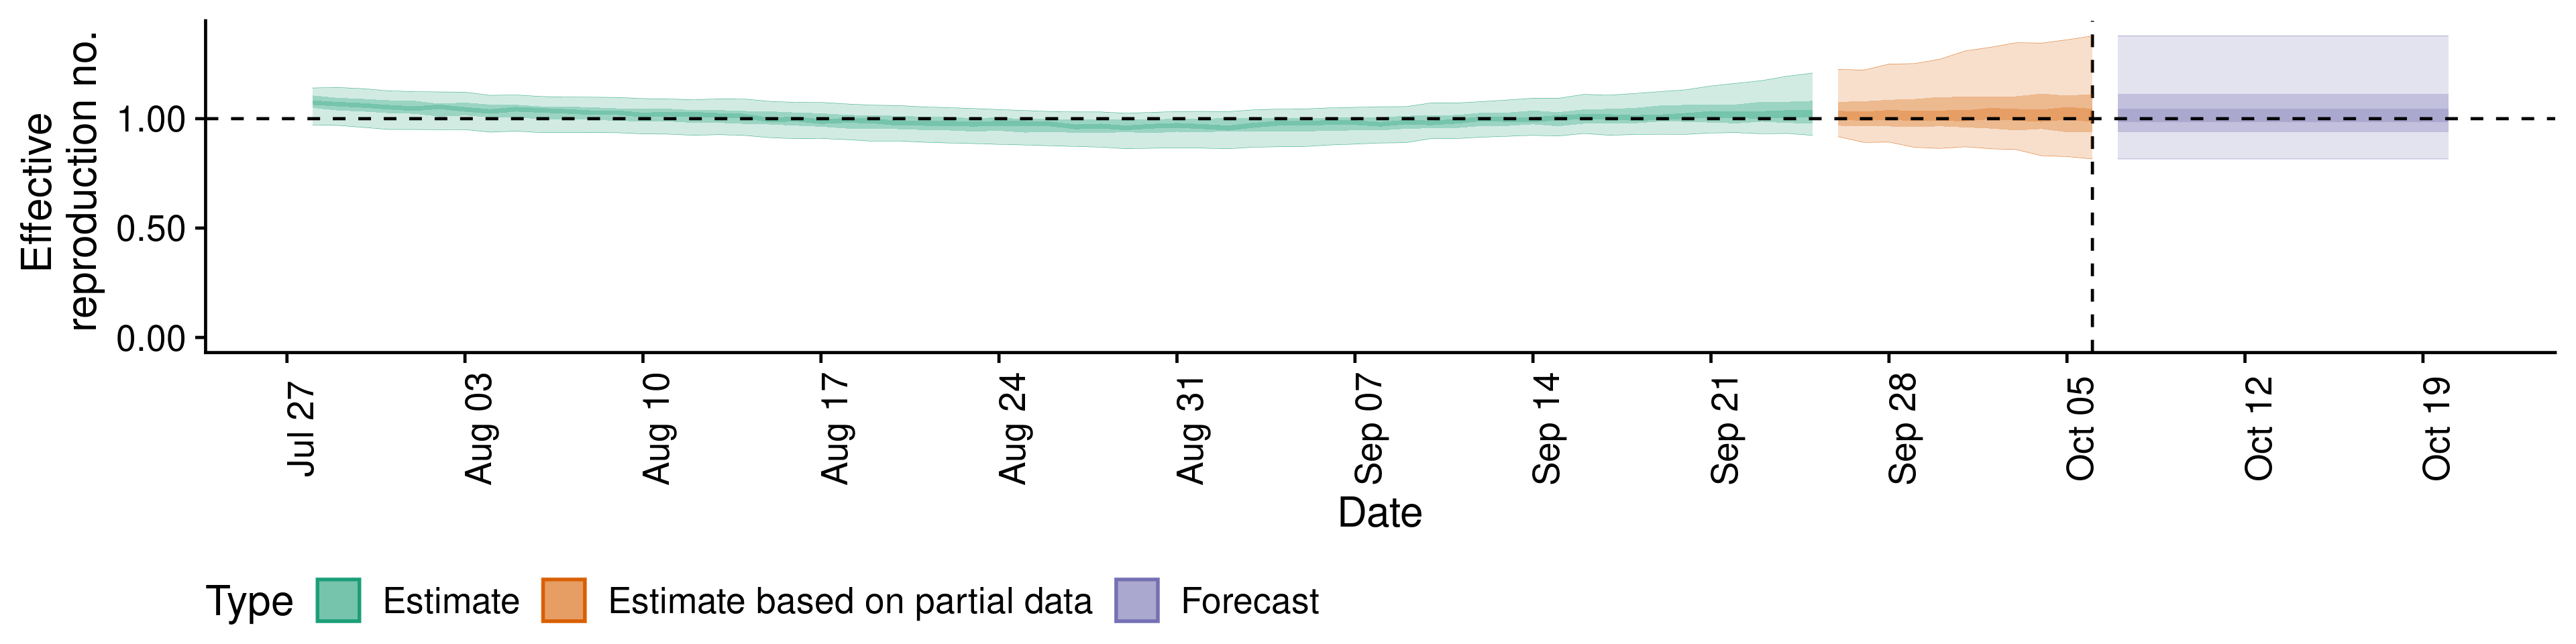 Effective
reproduction no.
1.00
0.50
0.00
Jul 27
Aug 03
Aug 10
Aug 17
Aug 24
Aug 31
Sep 07
Sep 14
Sep 21
Sep 28
Oct 05
Oct 12
Oct 19
Date
Type Estimate Estimate based on partial data Forecast